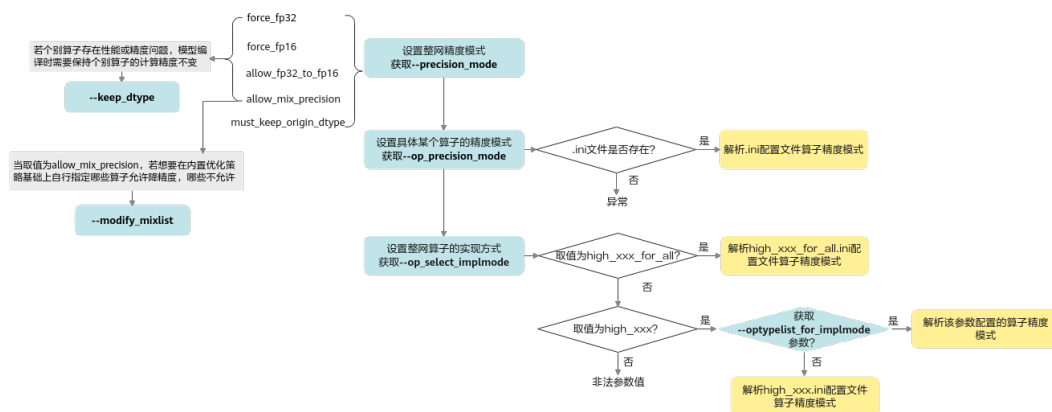 force_fp32
force_fp16
allow_fp32_to_fp16
allow_mix_precision
must_keep_origin_dtype
若个别算子存在性能或精度问题，模型编
译时需要保持个别算子的计算精度不变
--keep_dtype
当取值为allow_mix_precision，若想要在内置优化策
略基础上自行指定哪些算子允许降精度，哪些不允许
--modify_mixlist
设置整网精度模式
获取--precision_mode
设置具体某个算子的精度模式
获取--op_precision_mode
.ini文件是否存在?
是
解析.ini配置文件算子精度模式
否
异常
设置整网算子的实现方式
获取--op_select_implmode
取值为high_xxx_for_all?
是
解析high_xxx_for_all.ini配
置文件算子精度模式
否
取值为high_xxx?
是
获取
--optypelist_for_implmode
参数?
是
解析该参数配置的算子精度
模式
否
非法参数值
否
解析high_xxx.ini配置文件
算子精度模式